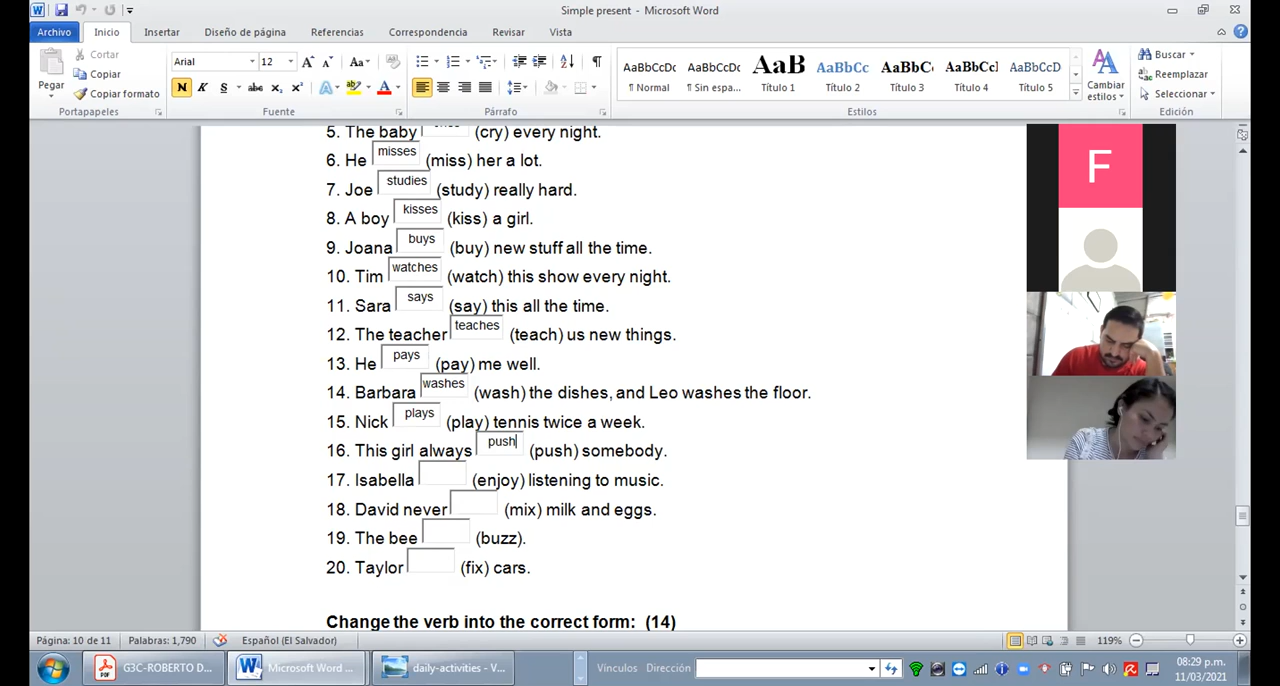 Simple present - Microsoft Word
Archivo Inicio Insertar Diseño de página Referencias Correspondencia Revisar Vista
Pegar
Cortar
Copiar
Copiar formato
Portapapeles
Arial 12
N K S abc x₂ x² A ab A
A A Aa
Fuente
Párrafo
AaBbCcDc AaBbCcDc AaB AaBbCc AaBbC AaBbCcI AaBbCcD
¶ Normal ¶ Sin espa... Título 1 Título 2 Título 3 Título 4 Título 5
Cambiar estilos
Estilos
Buscar
Reemplazar
Seleccionar
Edición
5. The baby (cry) every night.
6. He misses (miss) her a lot.
7. Joe studies (study) really hard.
8. A boy kisses (kiss) a girl.
9. Joana buys (buy) new stuff all the time.
10. Tim watches (watch) this show every night.
11. Sara says (say) this all the time.
12. The teacher teaches (teach) us new things.
13. He pays (pay) me well.
14. Barbara washes (wash) the dishes, and Leo washes the floor.
15. Nick plays (play) tennis twice a week.
16. This girl always push (push) somebody.
17. Isabella (enjoy) listening to music.
18. David never (mix) milk and eggs.
19. The bee (buzz).
20. Taylor (fix) cars.
Change the verb into the correct form: (14)
F
Página: 10 de 11 Palabras: 1,790 Español (El Salvador) 119%
G3C-ROBERTO D... Microsoft Word ... daily-activities - V... Vínculos Dirección 08:29 p.m.
11/03/2021